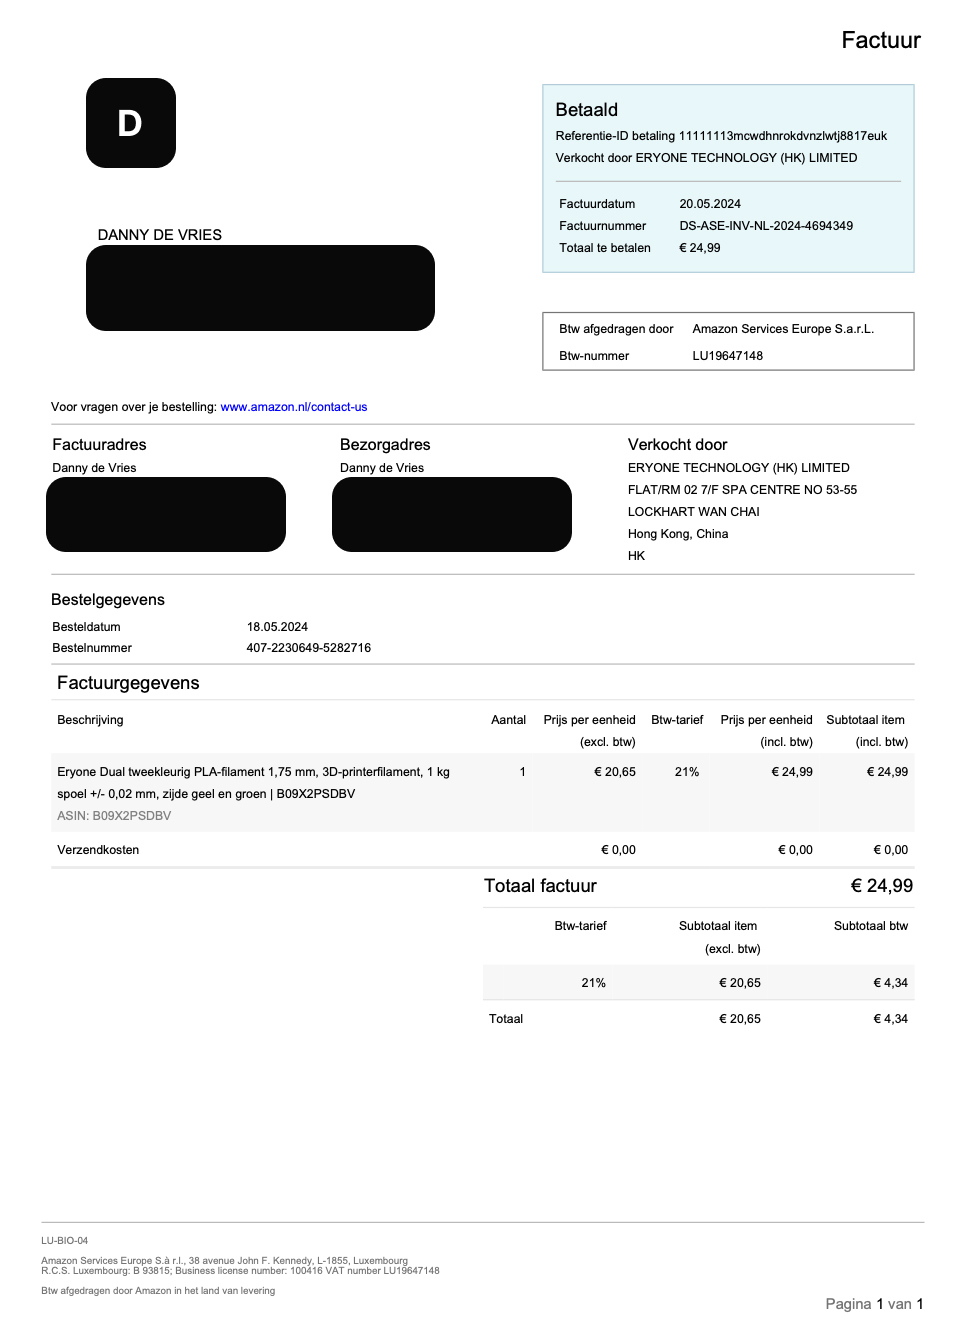 Factuur
D
DANNY DE VRIES
Betaald
Referentie-ID betaling 11111113mcwdhnrokdvnzlwtj8817euk
Verkocht door ERYONE TECHNOLOGY (HK) LIMITED
Factuurdatum 20.05.2024
Factuurnummer DS-ASE-INV-NL-2024-4694349
Totaal te betalen € 24,99
Btw afgedragen door Amazon Services Europe S.a.r.L.
Btw-nummer LU19647148
Voor vragen over je bestelling: www.amazon.nl/contact-us
Factuuradres
Danny de Vries
Bezorgadres
Danny de Vries
Verkocht door
ERYONE TECHNOLOGY (HK) LIMITED
FLAT/RM 02 7/F SPA CENTRE NO 53-55
LOCKHART WAN CHAI
Hong Kong, China
HK
Bestelgegevens
Besteldatum 18.05.2024
Bestelnummer 407-2230649-5282716
Factuurgegevens
Beschrijving Aantal Prijs per eenheid Btw-tarief Prijs per eenheid Subtotaal item
(excl. btw) (incl. btw) (incl. btw)
Eryone Dual tweekleurig PLA-filament 1,75 mm, 3D-printerfilament, 1 kg 1 € 20,65 21% € 24,99 € 24,99
spoel +/- 0,02 mm, zijde geel en groen | B09X2PSDBV
ASIN: B09X2PSDBV
Verzendkosten € 0,00 € 0,00 € 0,00
Totaal factuur € 24,99
Btw-tarief Subtotaal item Subtotaal btw
(excl. btw)
21% € 20,65 € 4,34
Totaal € 20,65 € 4,34
LU-BIO-04
Amazon Services Europe S.à r.l., 38 avenue John F. Kennedy, L-1855, Luxembourg
R.C.S. Luxembourg: B 93815; Business license number: 100416 VAT number LU19647148
Btw afgedragen door Amazon in het land van levering
Pagina 1 van 1